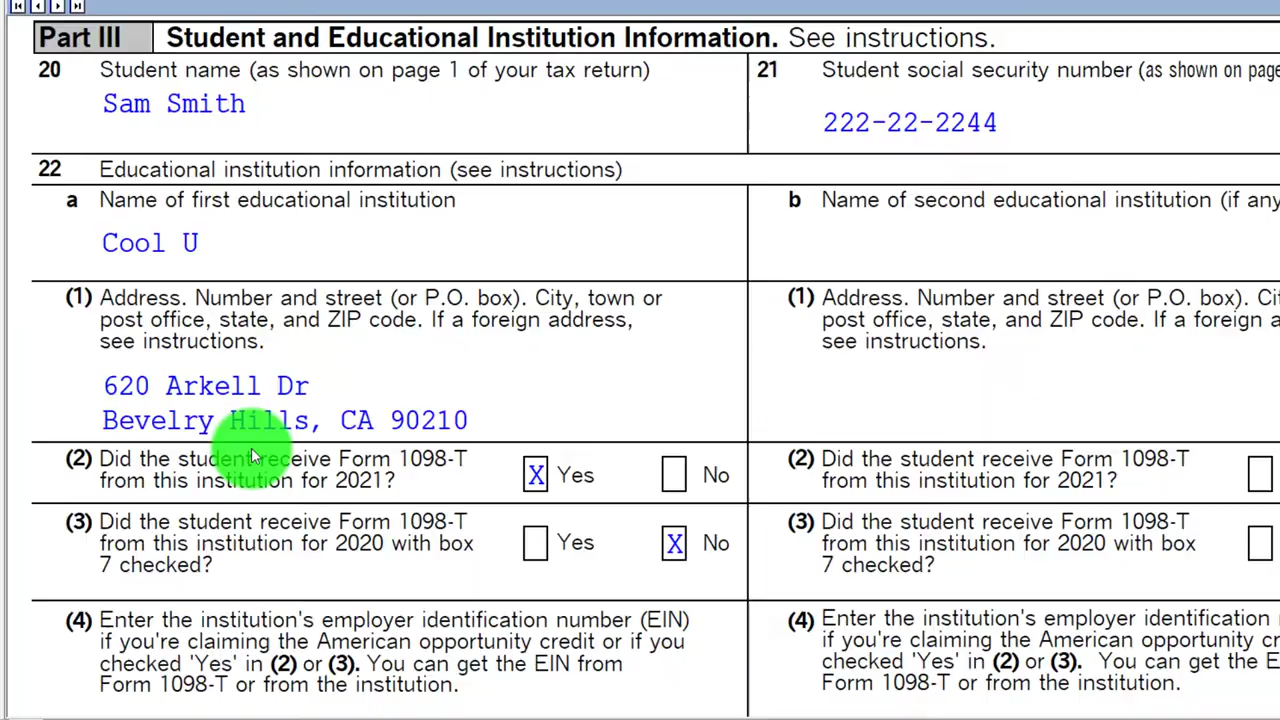 Part III Student and Educational Institution Information. See instructions.
20 Student name (as shown on page 1 of your tax return)
Sam Smith
21 Student social security number (as shown on page
222-22-2244
22 Educational institution information (see instructions)
a Name of first educational institution
Cool U
b Name of second educational institution (if any
(1) Address. Number and street (or P.O. box). City, town or
post office, state, and ZIP code. If a foreign address,
see instructions.
620 Arkell Dr
Bevelry Hills, CA 90210
(1) Address. Number and street (or P.O. box). Ci
post office, state, and ZIP code. If a foreign a
see instructions.
(2) Did the student receive Form 1098-T
from this institution for 2021?
X Yes No
(2) Did the student receive Form 1098-T
from this institution for 2021?
(3) Did the student receive Form 1098-T
from this institution for 2020 with box
7 checked?
Yes X No
(3) Did the student receive Form 1098-T
from this institution for 2020 with box
7 checked?
(4) Enter the institution's employer identification number (EIN)
if you're claiming the American opportunity credit or if you
checked 'Yes' in (2) or (3). You can get the EIN from
Form 1098-T or from the institution.
(4) Enter the institution's employer identification
if you're claiming the American opportunity cr
checked 'Yes' in (2) or (3). You can get the E
Form 1098-T or from the institution.